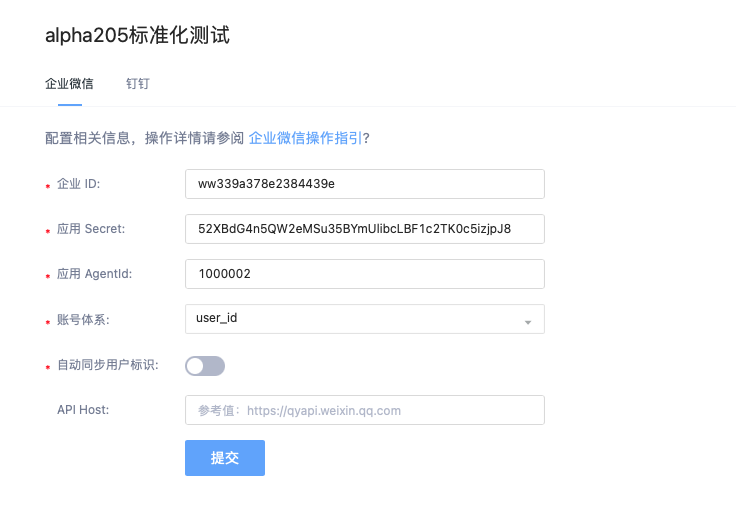 alpha205标准化测试
企业微信 钉钉
配置相关信息，操作详情请参阅 企业微信操作指引?
* 企业 ID: ww339a378e2384439e
* 应用 Secret: 52XBdG4n5QW2eMSu35BYmUlibcLBF1c2TK0c5izjpJ8
* 应用 AgentId: 1000002
* 账号体系: user_id
* 自动同步用户标识:
API Host: 参考值：https://qyapi.weixin.qq.com
提交